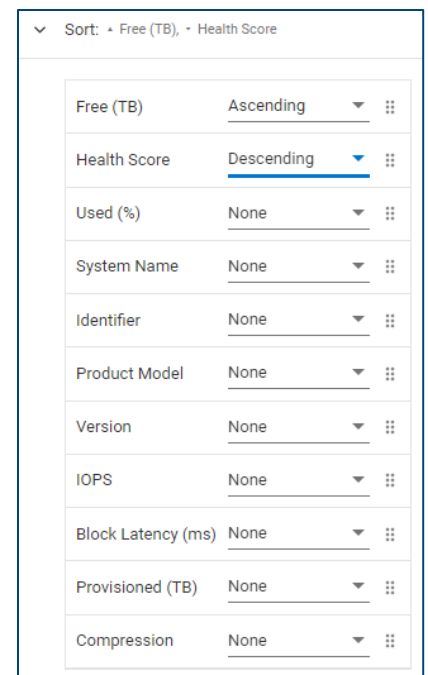 Sort: ▲ Free (TB), ▼ Health Score
Free (TB) Ascending
Health Score Descending
Used (%) None
System Name None
Identifier None
Product Model None
Version None
IOPS None
Block Latency (ms) None
Provisioned (TB) None
Compression None